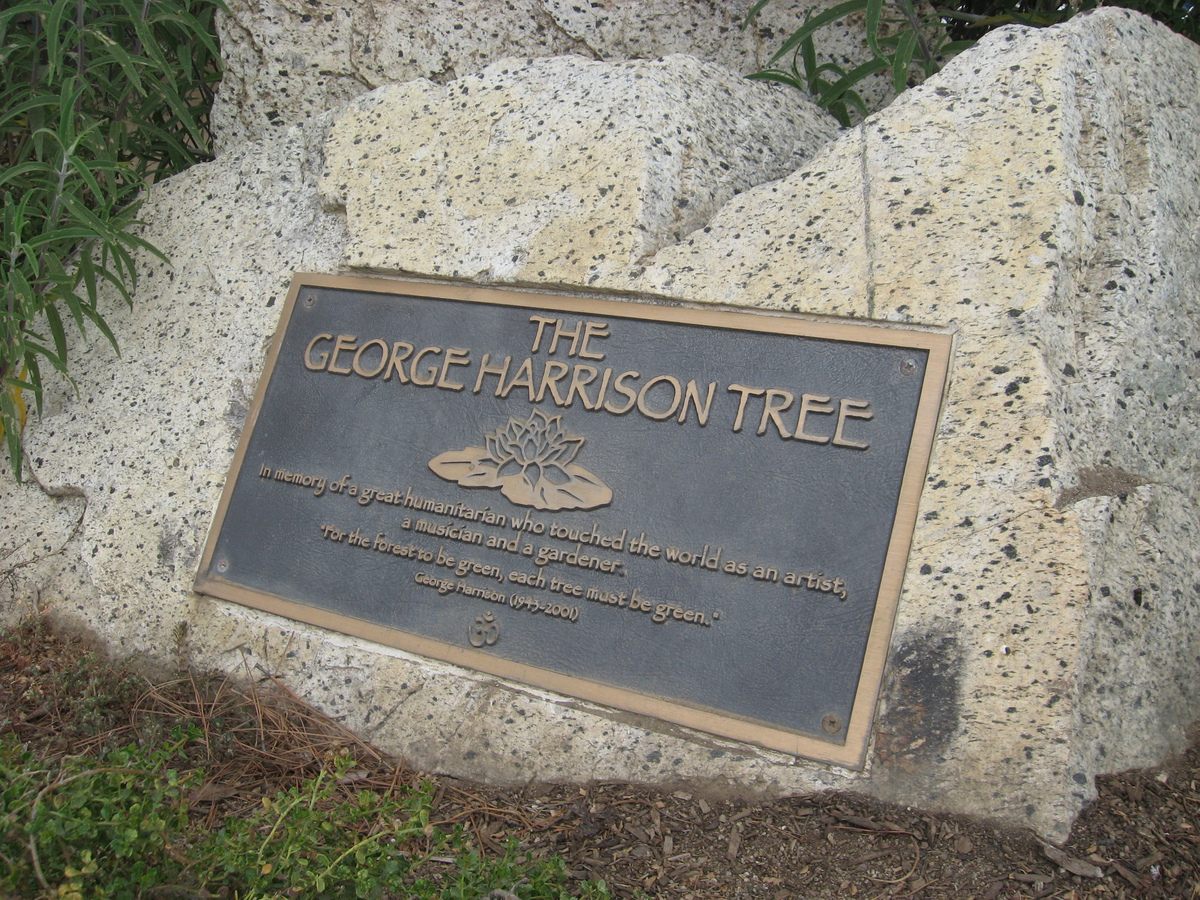 THE
GEORGE HARRISON TREE
In memory of a great humanitarian who touched the world as an artist,
a musician and a gardener.
"For the forest to be green, each tree must be green."
George Harrison (1943-2001)
ॐ